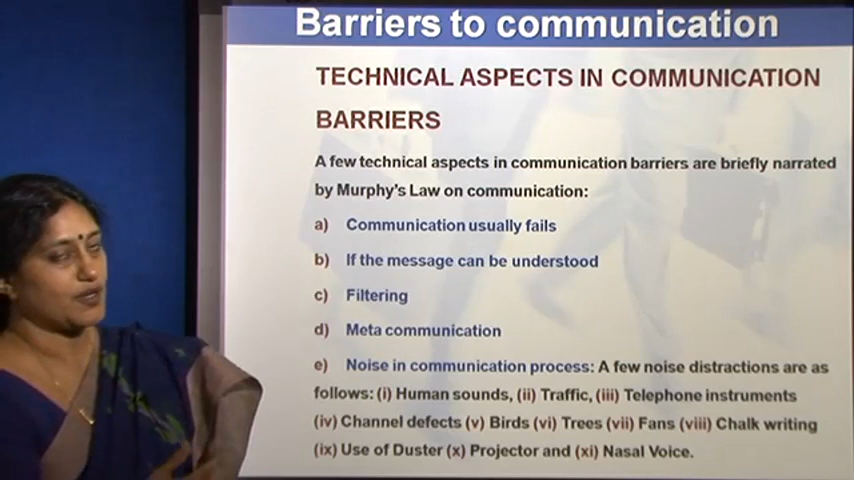 Barriers to communication
TECHNICAL ASPECTS IN COMMUNICATION
BARRIERS
A few technical aspects in communication barriers are briefly narrated
by Murphy's Law on communication:
a) Communication usually fails
b) If the message can be understood
c) Filtering
d) Meta communication
e) Noise in communication process: A few noise distractions are as
follows: (i) Human sounds, (ii) Traffic, (iii) Telephone instruments
(iv) Channel defects (v) Birds (vi) Trees (vii) Fans (viii) Chalk writing
(ix) Use of Duster (x) Projector and (xi) Nasal Voice.